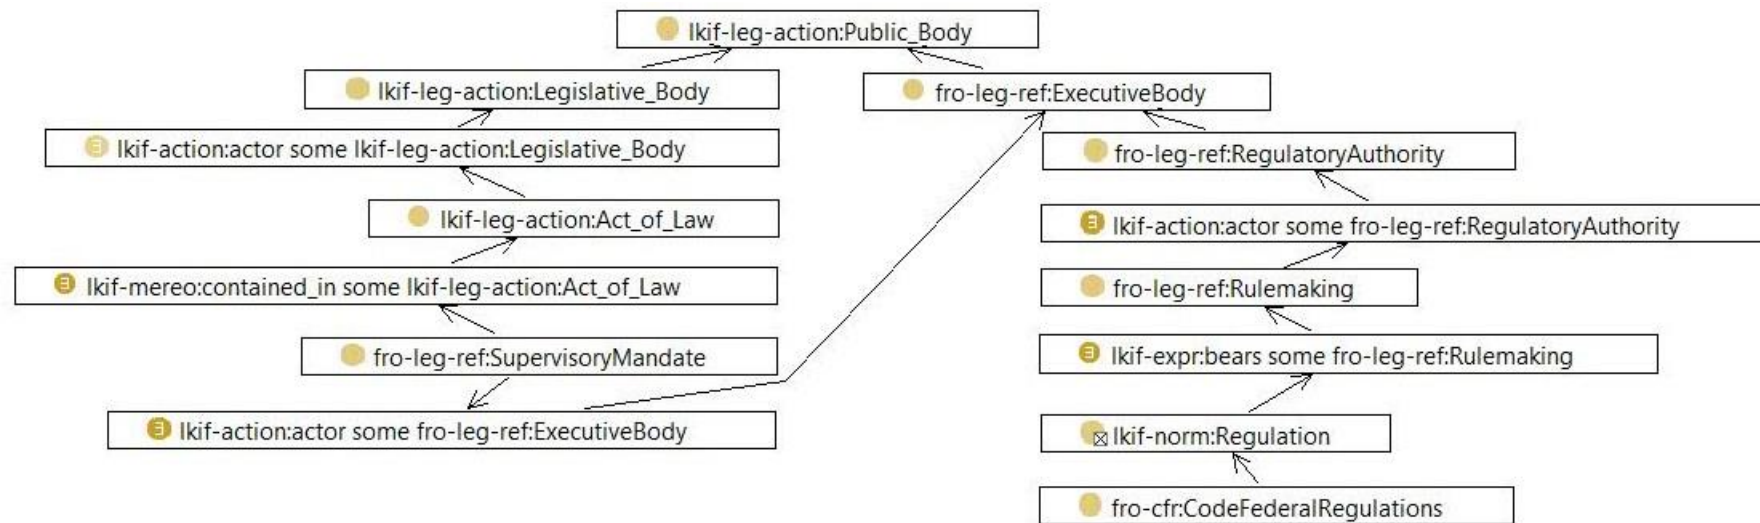 lkif-leg-action:Public_Body
lkif-leg-action:Legislative_Body
fro-leg-ref:ExecutiveBody
lkif-action:actor some lkif-leg-action:Legislative_Body
fro-leg-ref:RegulatoryAuthority
lkif-leg-action:Act_of_Law
lkif-action:actor some fro-leg-ref:RegulatoryAuthority
lkif-mereo:contained_in some lkif-leg-action:Act_of_Law
fro-leg-ref:Rulemaking
fro-leg-ref:SupervisoryMandate
lkif-expr:bears some fro-leg-ref:Rulemaking
lkif-action:actor some fro-leg-ref:ExecutiveBody
lkif-norm:Regulation
fro-cfr:CodeFederalRegulations